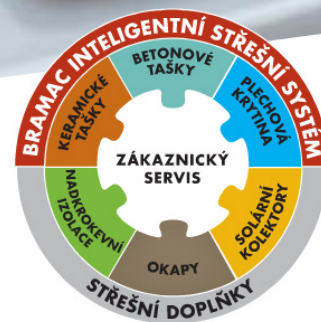 BRAMAC INTELIGENTNÍ STŘEŠNÍ SYSTÉM
BETONOVÉ
TAŠKY
KERAMICKÉ
TAŠKY
PLECHOVÁ
KRYTINA
ZÁKAZNICKÝ
SERVIS
NADKROKEVNÍ
IZOLACE
SOLÁRNÍ
KOLEKTORY
OKAPY
STŘEŠNÍ DOPLŇKY